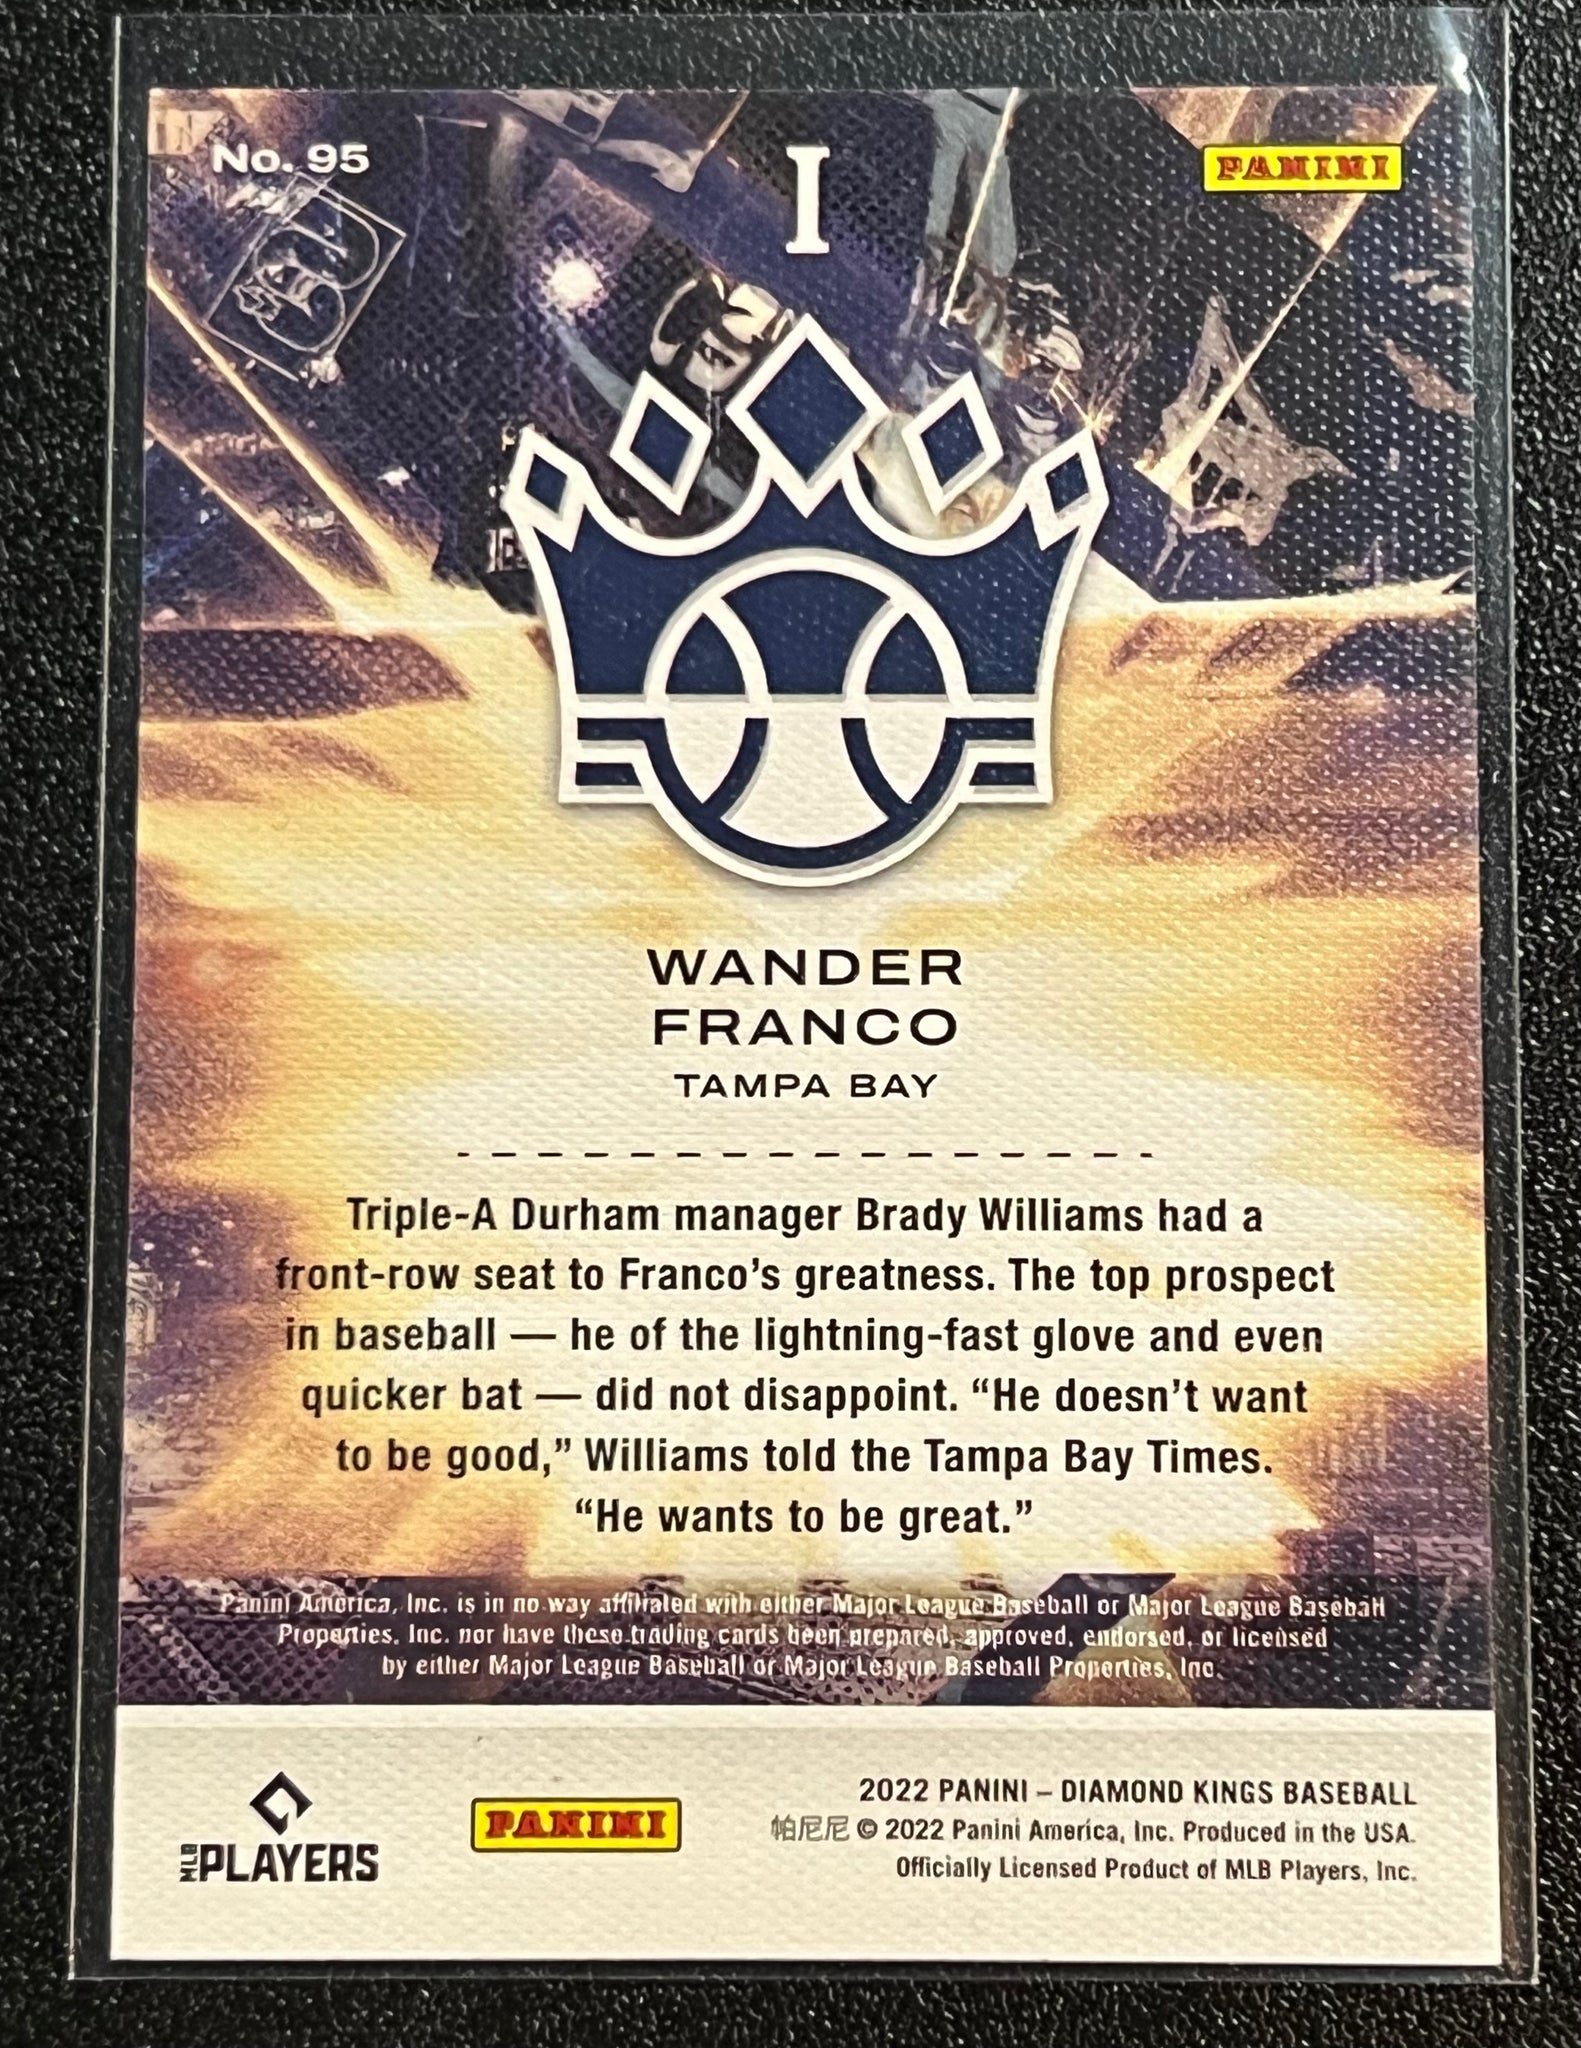 No. 95
I
PANINI
WANDER
FRANCO
TAMPA BAY
Triple-A Durham manager Brady Williams had a
front-row seat to Franco's greatness. The top prospect
in baseball — he of the lightning-fast glove and even
quicker bat — did not disappoint. “He doesn't want
to be good,” Williams told the Tampa Bay Times.
“He wants to be great.”
Panini America, Inc. is in no way affiliated with either Major League Baseball or Major League Baseball
Properties, Inc. nor have these trading cards been prepared, approved, endorsed, or licensed
by either Major League Baseball or Major League Baseball Properties, Inc.
MLB PLAYERS
PANINI
2022 PANINI – DIAMOND KINGS BASEBALL
帕尼尼 © 2022 Panini America, Inc. Produced in the USA.
Officially Licensed Product of MLB Players, Inc.